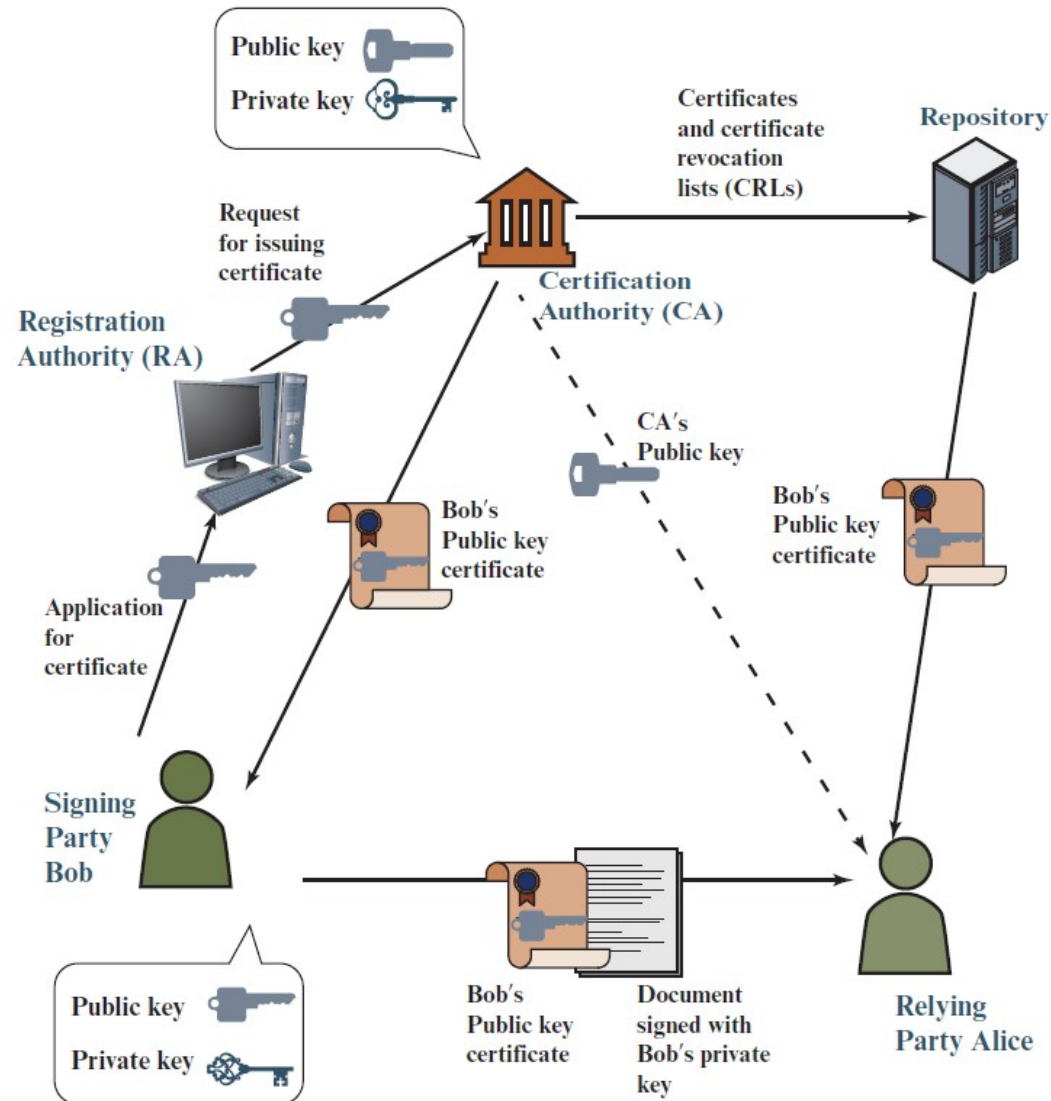 Public key
Private key
Certificates
and certificate
revocation
lists (CRLs)
Repository
Request
for issuing
certificate
Certification
Authority (CA)
Registration
Authority (RA)
CA's
Public key
Bob's
Public key
certificate
Bob's
Public key
certificate
Application
for
certificate
Signing
Party
Bob
Public key
Private key
Bob's
Public key
certificate
Document
signed with
Bob's private
key
Relying
Party Alice